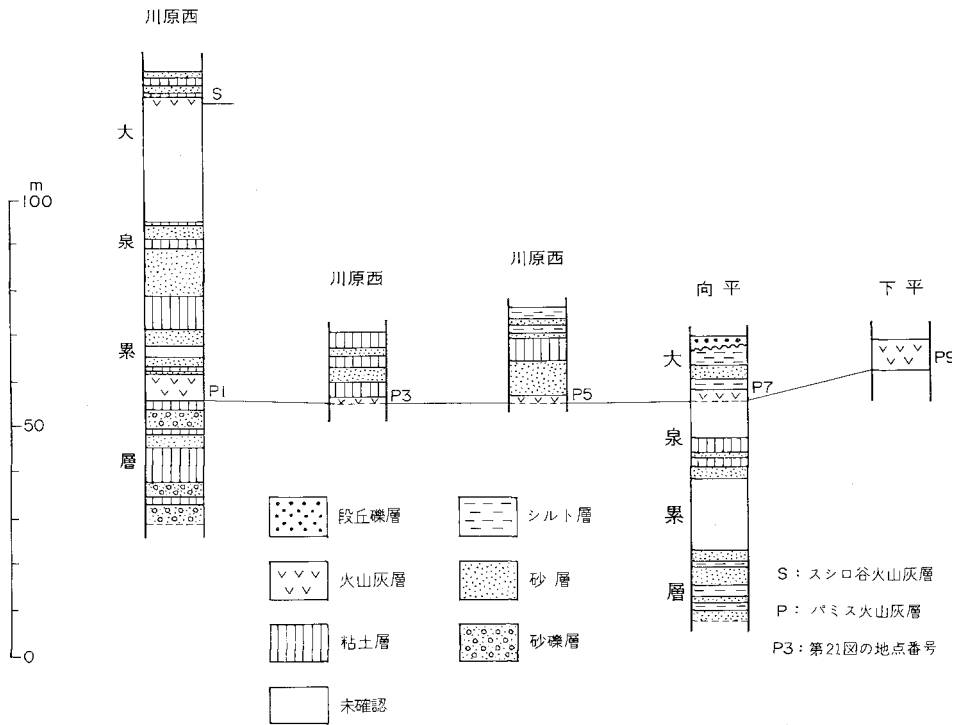 川原西
S
大泉累層
m
100
50
0
P1
川原西
P3
川原西
P5
向平
大泉累層
P7
下平
P9
段丘礫層
シルト層
火山灰層
砂層
粘土層
砂礫層
未確認
S：スシロ谷火山灰層
P：パミス火山灰層
P3：第21図の地点番号